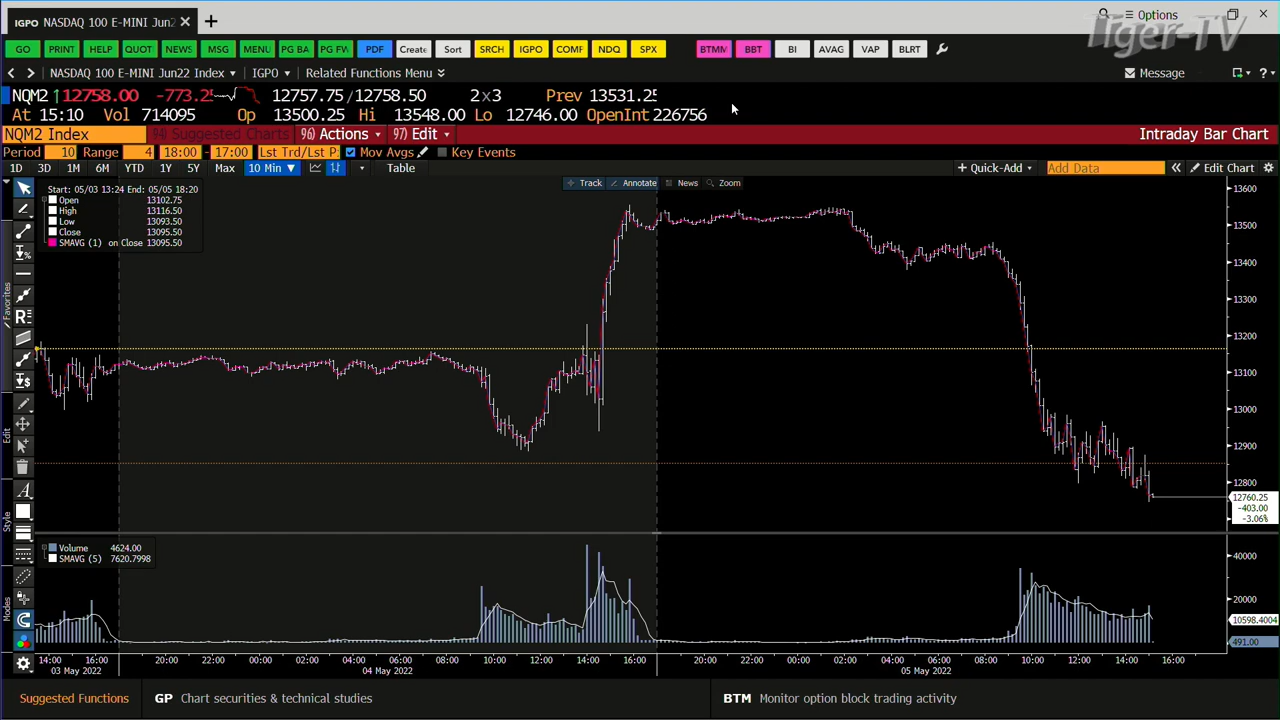 IGPO NASDAQ 100 E-MINI Jun2
Options
Tiger-TV
GO PRINT HELP QUOT NEWS MSG MENU PG BA PG FV PDF Create Sort SRCH IGPO COMF NDQ SPX BTMM BBT BI AVAG VAP BLRT
NASDAQ 100 E-MINI Jun22 Index IGPO Related Functions Menu Message ?
NQM2 ↑12758.00 -773.25 12757.75/12758.50 2x3 Prev 13531.25
At 15:10 Vol 714095 Op 13500.25 Hi 13548.00 Lo 12746.00 OpenInt 226756
NQM2 Index 94) Suggested Charts 96) Actions 97) Edit Intraday Bar Chart
Period 10 Range 4 18:00 - 17:00 Lst Trd/Lst P Mov Avgs Key Events
1D 3D 1M 6M YTD 1Y 5Y Max 10 Min ▼ Table + Quick-Add Add Data « Edit Chart
Track Annotate News Zoom
Start: 05/03 13:24 End: 05/05 18:20
Open 13102.75
High 13116.50
Low 13093.50
Close 13095.50
SMAVG (1) on Close 13095.50
13600
13500
13400
13300
13200
13100
13000
12900
12800
12760.25
-403.00
-3.06%
Favorites
Edit
Style
Modes
Volume 4624.00
SMAVG (5) 7620.7998
40000
20000
10598.4004
491.00
14:00 16:00 20:00 22:00 00:00 02:00 04:00 06:00 08:00 10:00 12:00 14:00 16:00 20:00 22:00 00:00 02:00 04:00 06:00 08:00 10:00 12:00 14:00 16:00
03 May 2022 04 May 2022 05 May 2022
Suggested Functions GP Chart securities & technical studies BTM Monitor option block trading activity